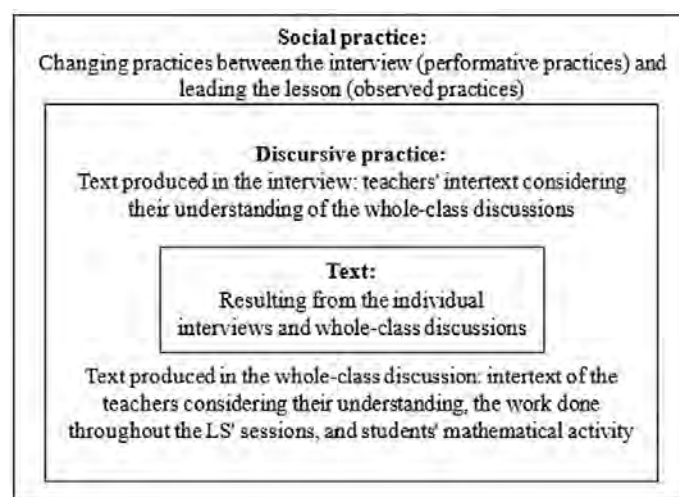 Social practice:
Changing practices between the interview (performative practices) and
leading the lesson (observed practices)
Discursive practice:
Text produced in the interview: teachers' intertext considering
their understanding of the whole-class discussions
Text:
Resulting from the individual
interviews and whole-class discussions
Text produced in the whole-class discussion: intertext of the
teachers considering their understanding, the work done
throughout the LS' sessions, and students' mathematical activity